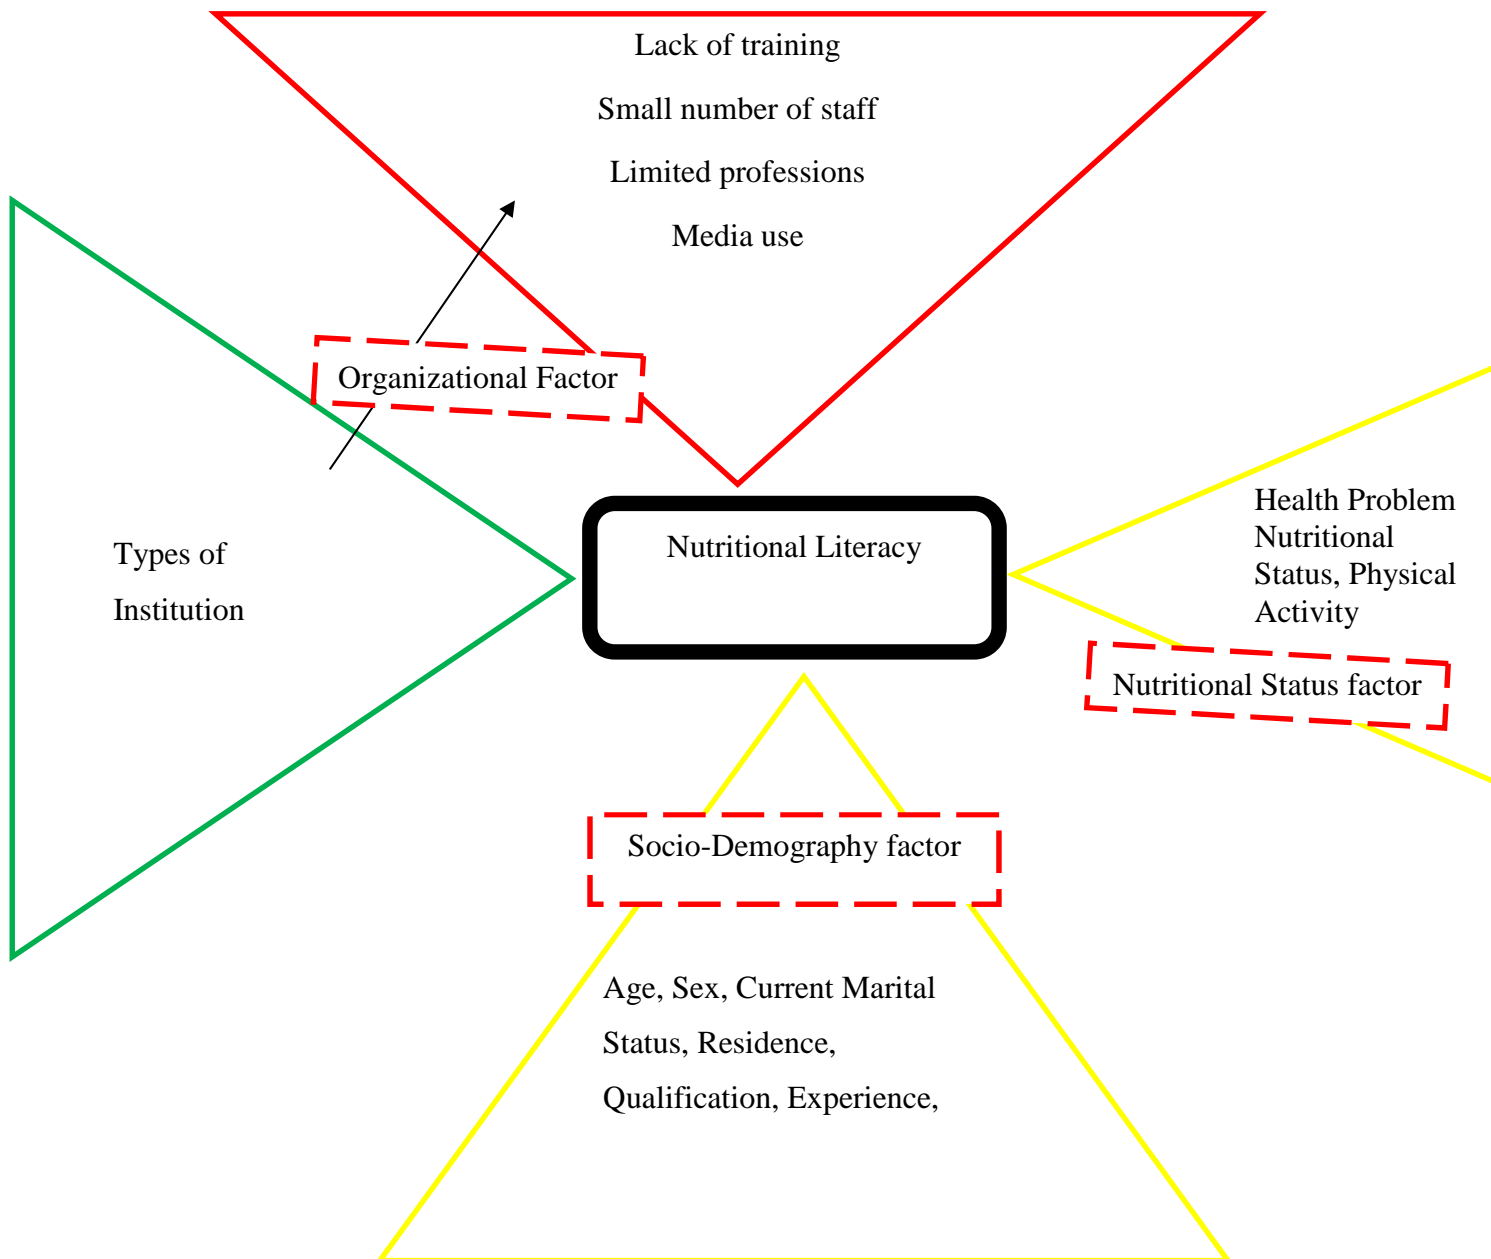 Lack of training
Small number of staff
Limited professions
Media use
Organizational Factor
Types of
Institution
Nutritional Literacy
Health Problem
Nutritional
Status, Physical
Activity
Nutritional Status factor
Socio-Demography factor
Age, Sex, Current Marital
Status, Residence,
Qualification, Experience,